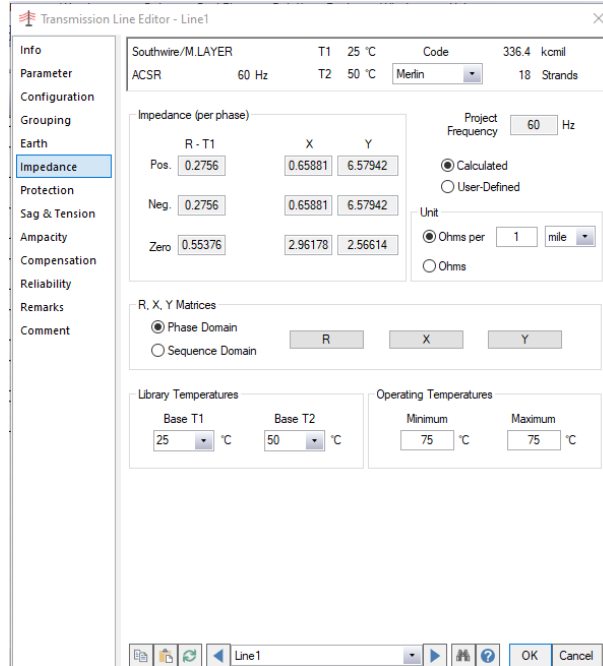 Transmission Line Editor - Line1
Info
Parameter
Configuration
Grouping
Earth
Impedance
Protection
Sag & Tension
Ampacity
Compensation
Reliability
Remarks
Comment
Southwire/M.LAYER T1 25 °C Code 336.4 kcmil
ACSR 60 Hz T2 50 °C Merlin 18 Strands
Impedance (per phase)
R - T1 X Y
Pos. 0.2756 0.65881 6.57942
Neg. 0.2756 0.65881 6.57942
Zero 0.55376 2.96178 2.56614
Project
Frequency 60 Hz
Calculated
User-Defined
Unit
Ohms per 1 mile
Ohms
R, X, Y Matrices
Phase Domain
Sequence Domain
R X Y
Library Temperatures
Base T1 Base T2
25 °C 50 °C
Operating Temperatures
Minimum Maximum
75 °C 75 °C
Line1
OK Cancel